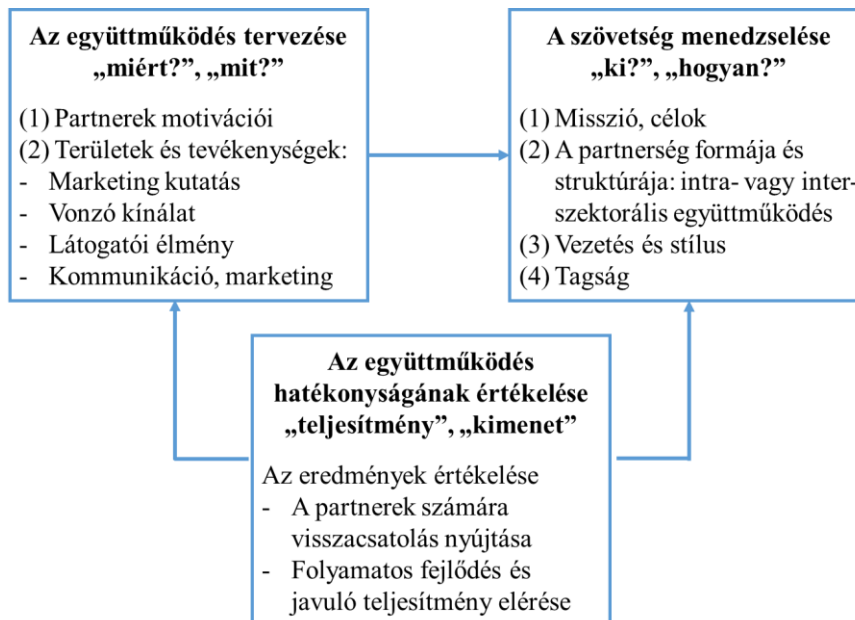 Az együttműködés tervezése
„miért?”, „mit?”
(1) Partnerek motivációi
(2) Területek és tevékenységek:
- Marketing kutatás
- Vonzó kínálat
- Látogatói élmény
- Kommunikáció, marketing
A szövetség menedzselése
„ki?”, „hogyan?”
(1) Misszió, célok
(2) A partnerség formája és
struktúrája: intra- vagy inter-
szektorális együttműködés
(3) Vezetés és stílus
(4) Tagság
Az együttműködés
hatékonyságának értékelése
„teljesítmény”, „kimenet”
Az eredmények értékelése
- A partnerek számára
visszacsatolás nyújtása
- Folyamatos fejlődés és
javuló teljesítmény elérése